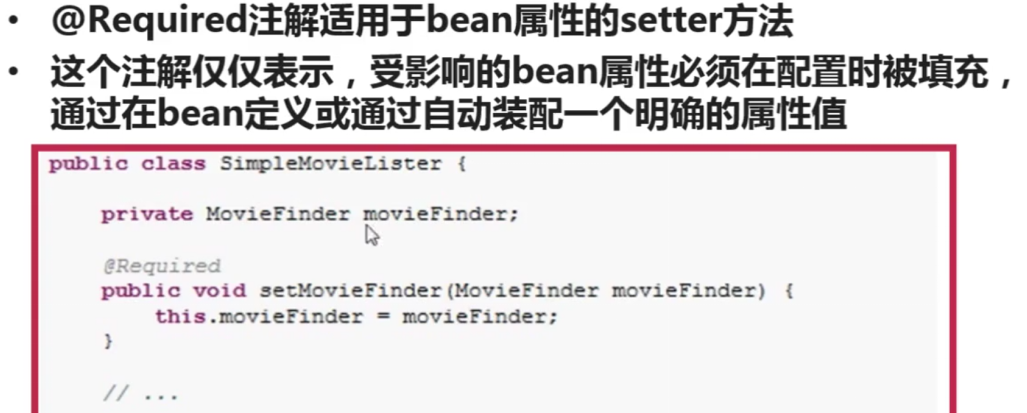 • @Required注解适用于bean属性的setter方法
• 这个注解仅仅表示，受影响的bean属性必须在配置时被填充，
通过在bean定义或通过自动装配一个明确的属性值
public class SimpleMovieLister {
private MovieFinder movieFinder;
@Required
public void setMovieFinder(MovieFinder movieFinder) {
this.movieFinder = movieFinder;
}
// ...